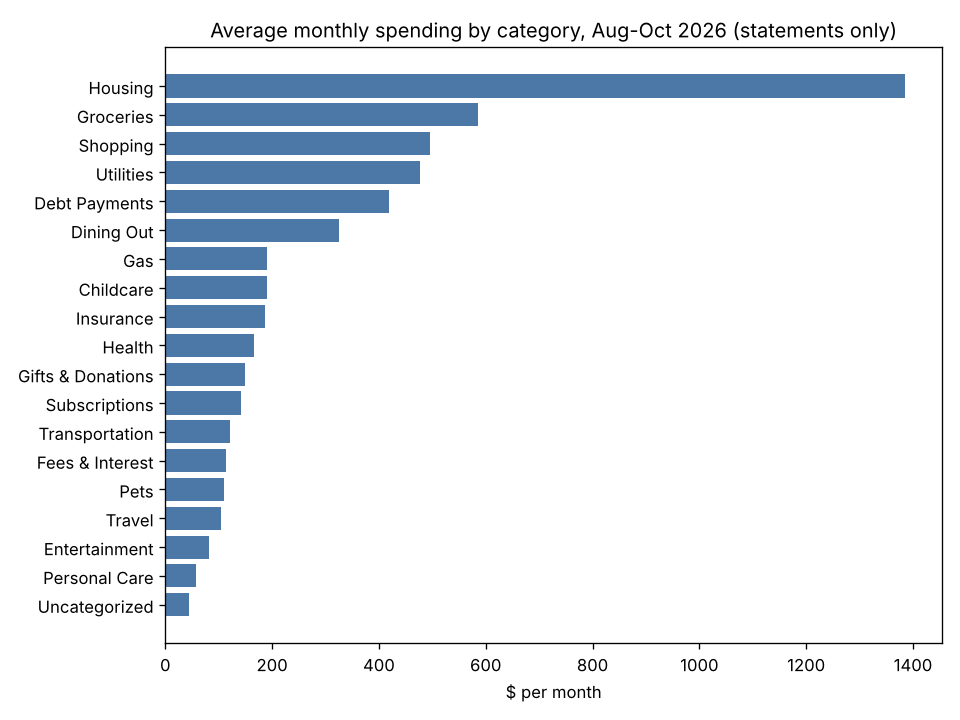 Average monthly spending by category, Aug-Oct 2026 (statements only)
Housing
Groceries
Shopping
Utilities
Debt Payments
Dining Out
Gas
Childcare
Insurance
Health
Gifts & Donations
Subscriptions
Transportation
Fees & Interest
Pets
Travel
Entertainment
Personal Care
Uncategorized
0 200 400 600 800 1000 1200 1400
$ per month